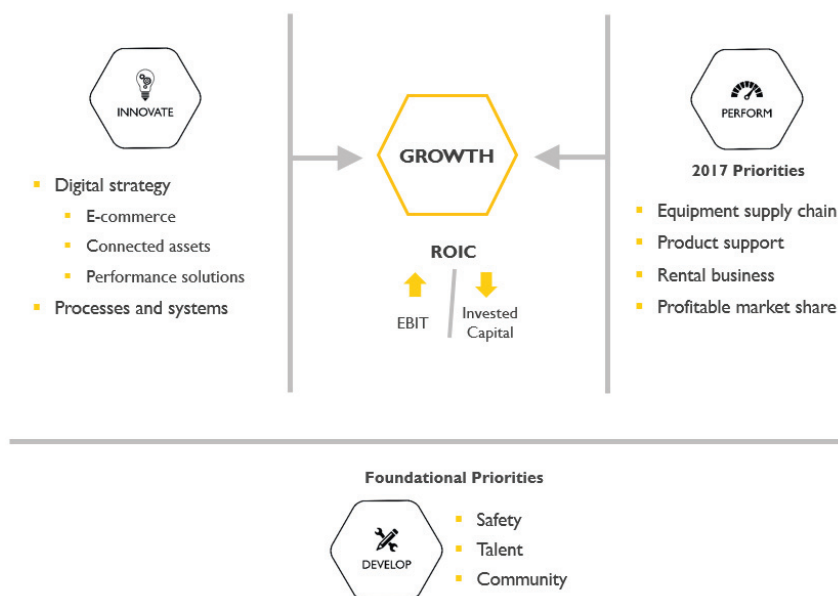 INNOVATE
Digital strategy
E-commerce
Connected assets
Performance solutions
Processes and systems
GROWTH
ROIC
EBIT
Invested
Capital
PERFORM
2017 Priorities
Equipment supply chain
Product support
Rental business
Profitable market share
Foundational Priorities
DEVELOP
Safety
Talent
Community